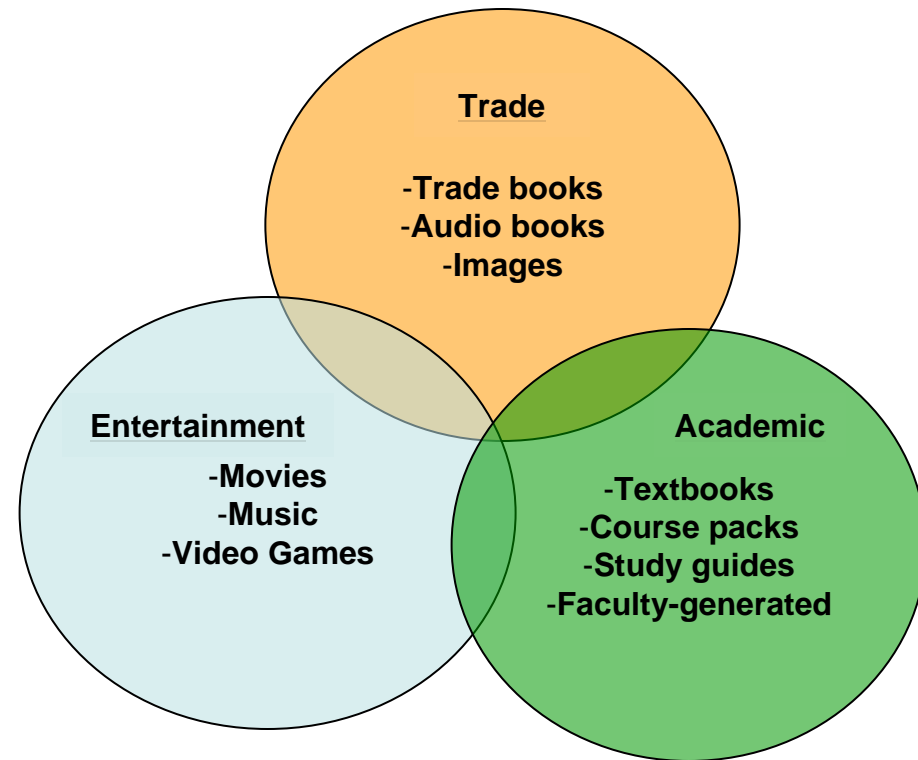 Trade
-Trade books
-Audio books
-Images
Entertainment
-Movies
-Music
-Video Games
Academic
-Textbooks
-Course packs
-Study guides
-Faculty-generated